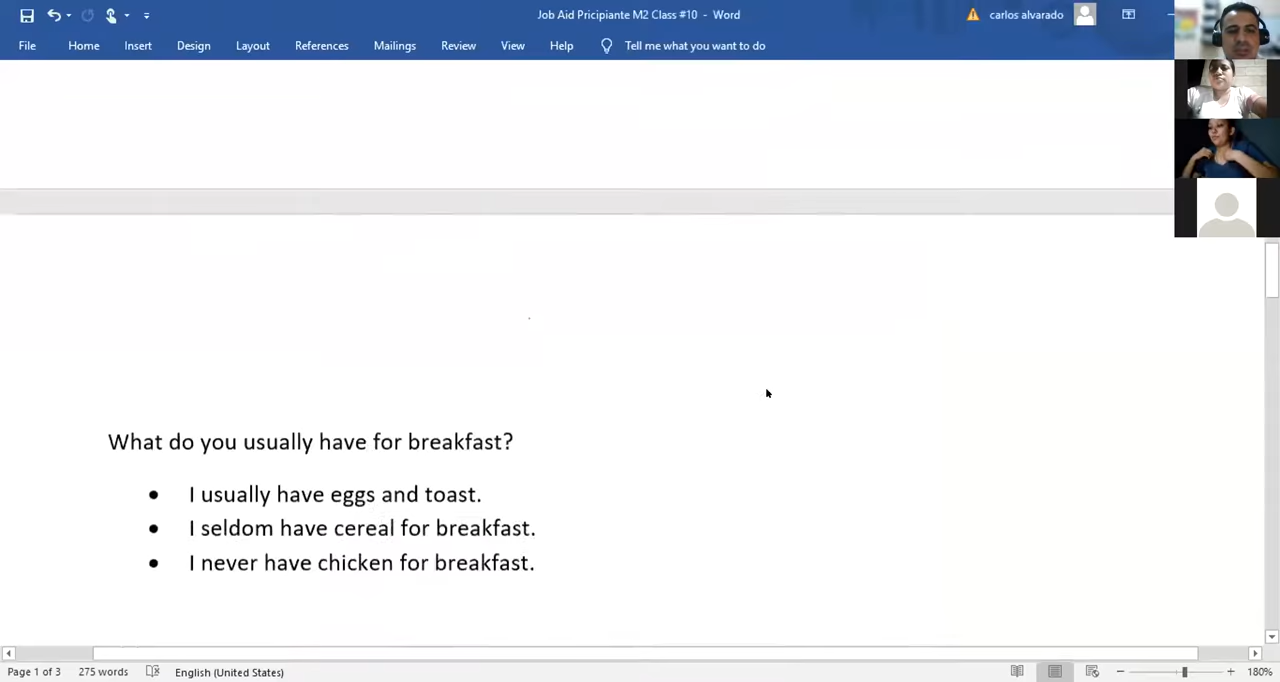 Job Aid Pricipiante M2 Class #10 - Word
carlos alvarado
File Home Insert Design Layout References Mailings Review View Help Tell me what you want to do
What do you usually have for breakfast?
• I usually have eggs and toast.
• I seldom have cereal for breakfast.
• I never have chicken for breakfast.
Page 1 of 3 275 words English (United States) 180%